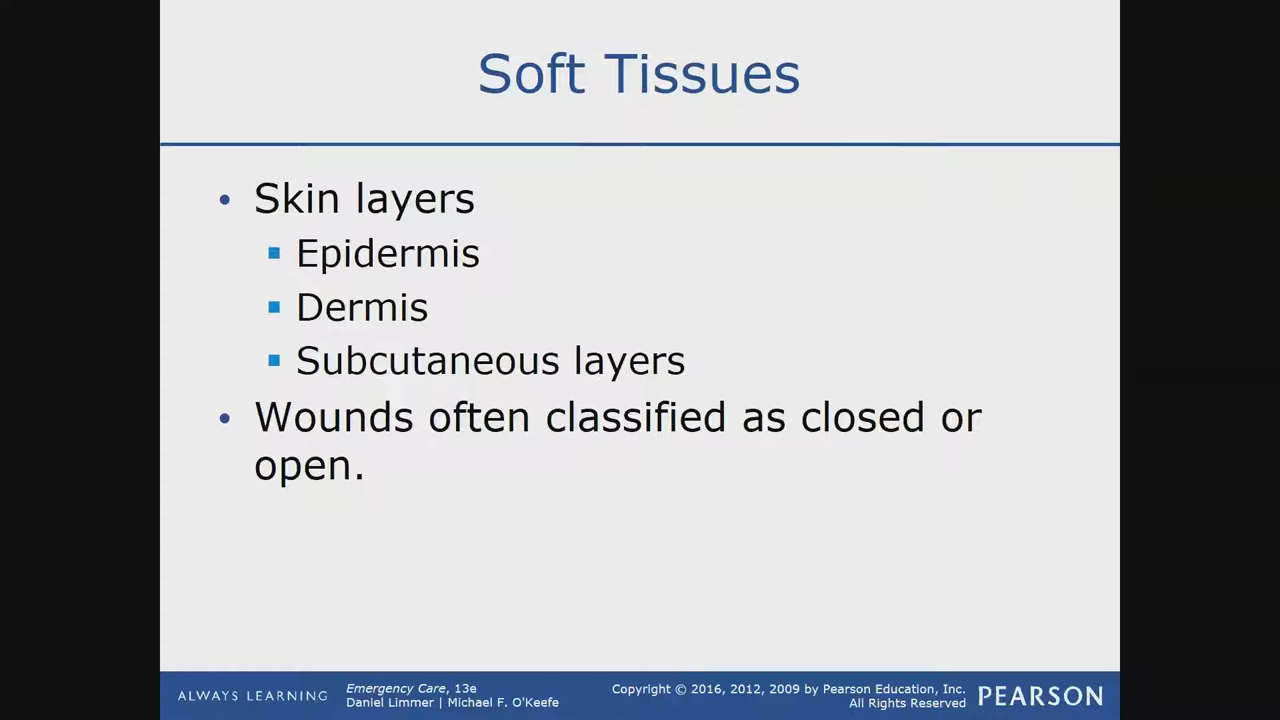 Soft Tissues
• Skin layers
▪ Epidermis
▪ Dermis
▪ Subcutaneous layers
• Wounds often classified as closed or
open.
ALWAYS LEARNING
Emergency Care, 13e
Daniel Limmer | Michael F. O'Keefe
Copyright © 2016, 2012, 2009 by Pearson Education, Inc.
All Rights Reserved
PEARSON